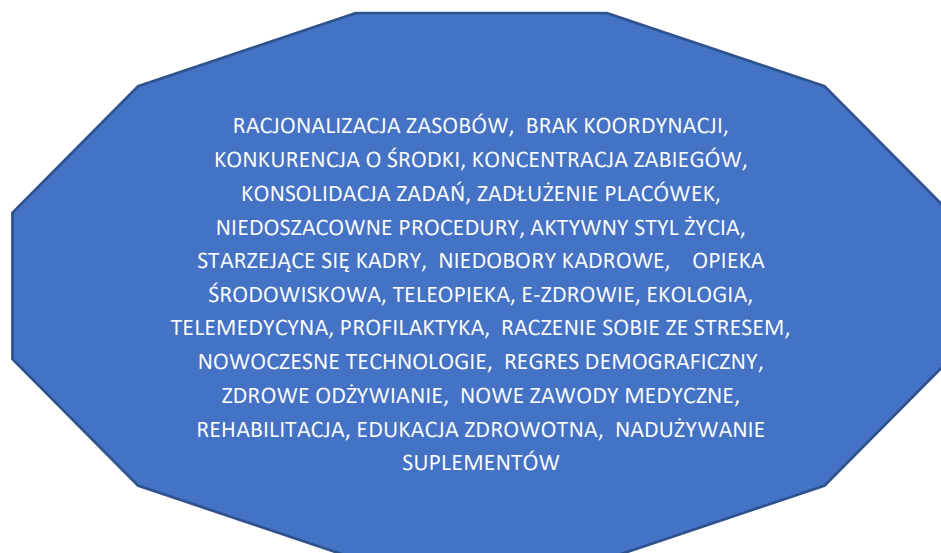 RACJONALIZACJA ZASOBÓW, BRAK KOORDYNACJI,
KONKURENCJA O ŚRODKI, KONCENTRACJA ZABIEGÓW,
KONSOLIDACJA ZADAŃ, ZADŁUŻENIE PLACÓWEK,
NIEDOSZACOWNE PROCEDURY, AKTYWNY STYL ŻYCIA,
STARZEJĄCE SIĘ KADRY, NIEDOBORY KADROWE, OPIEKA
ŚRODOWISKOWA, TELEOPIEKA, E-ZDROWIE, EKOLOGIA,
TELEMEDYCYNA, PROFILAKTYKA, RACZENIE SOBIE ZE STRESEM,
NOWOCZESNE TECHNOLOGIE, REGRES DEMOGRAFICZNY,
ZDROWE ODŻYWIANIE, NOWE ZAWODY MEDYCZNE,
REHABILITACJA, EDUKACJA ZDROWOTNA, NADUŻYWANIE
SUPLEMENTÓW